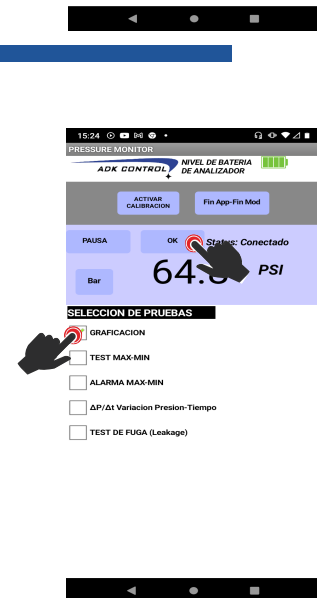 15:24
PRESSURE MONITOR
ADK CONTROL
NIVEL DE BATERIA
DE ANALIZADOR
ACTIVAR
CALIBRACION
Fin App-Fin Mod
PAUSA
OK
Status: Conectado
Bar
PSI
SELECCION DE PRUEBAS
GRAFICACION
TEST MAX-MIN
ALARMA MAX-MIN
ΔP/Δt Variacion Presion-Tiempo
TEST DE FUGA (Leakage)